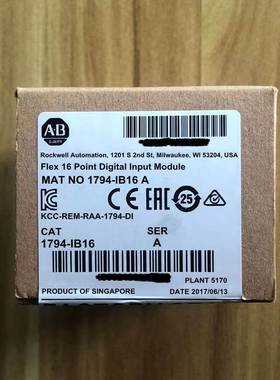 AB
Rockwell Automation, 1201 S 2nd St, Milwaukee, WI 53204, USA
Flex 16 Point Digital Input Module
MAT NO 1794-IB16 A
CE EAC 25
KCC-REM-RAA-1794-DI
CAT SER
1794-IB16 A
PLANT 5170
PRODUCT OF SINGAPORE DATE 2017/06/13